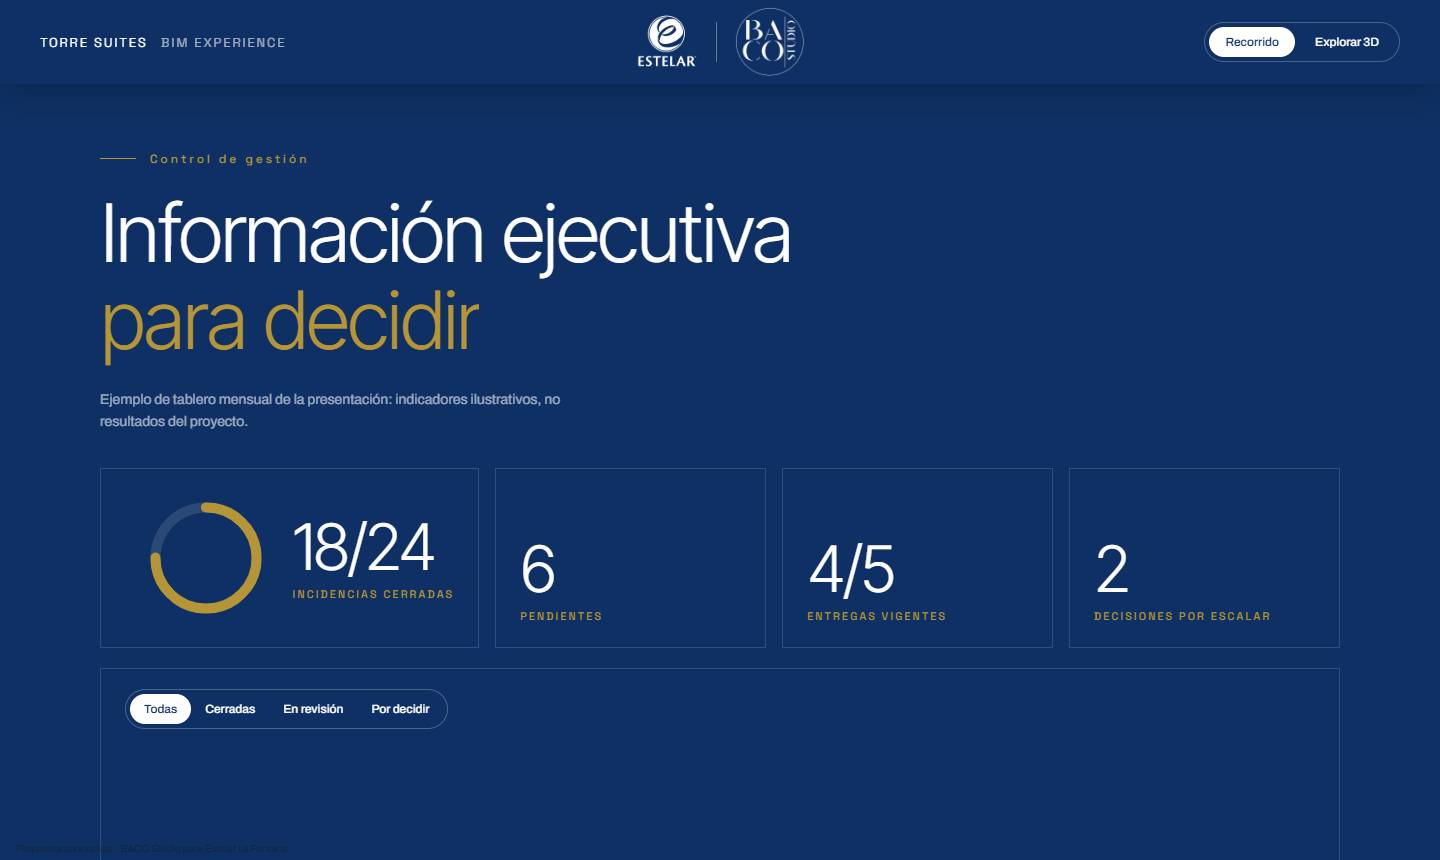 TORRE SUITES BIM EXPERIENCE
ESTELAR
BACO STUDIO
Recorrido
Explorar 3D
Control de gestión
Información ejecutiva
para decidir
Ejemplo de tablero mensual de la presentación: indicadores ilustrativos, no
resultados del proyecto.
18/24
INCIDENCIAS CERRADAS
6
PENDIENTES
4/5
ENTREGAS VIGENTES
2
DECISIONES POR ESCALAR
Todas
Cerradas
En revisión
Por decidir